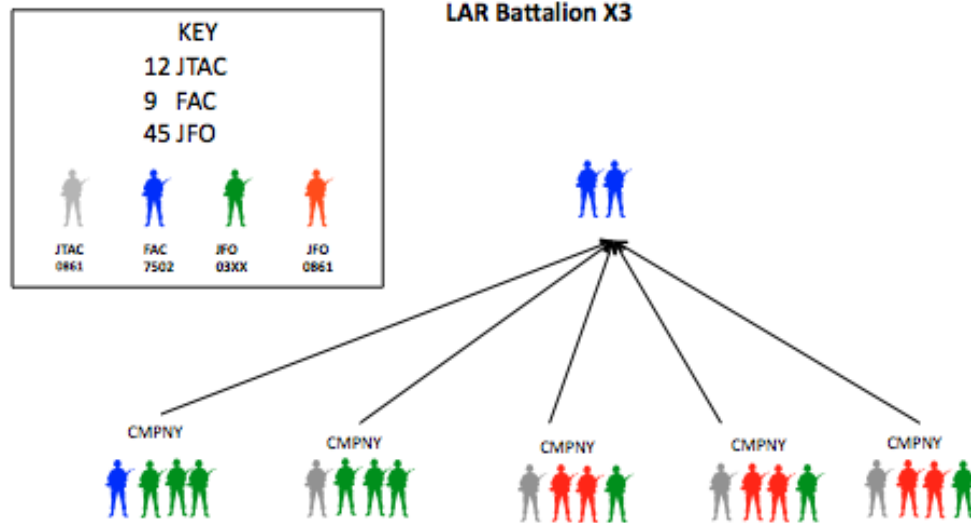 LAR Battalion X3
KEY
12 JTAC
9 FAC
45 JFO
JTAC FAC JFO JFO
0861 7502 03XX 0861
CMPNY CMPNY CMPNY CMPNY CMPNY